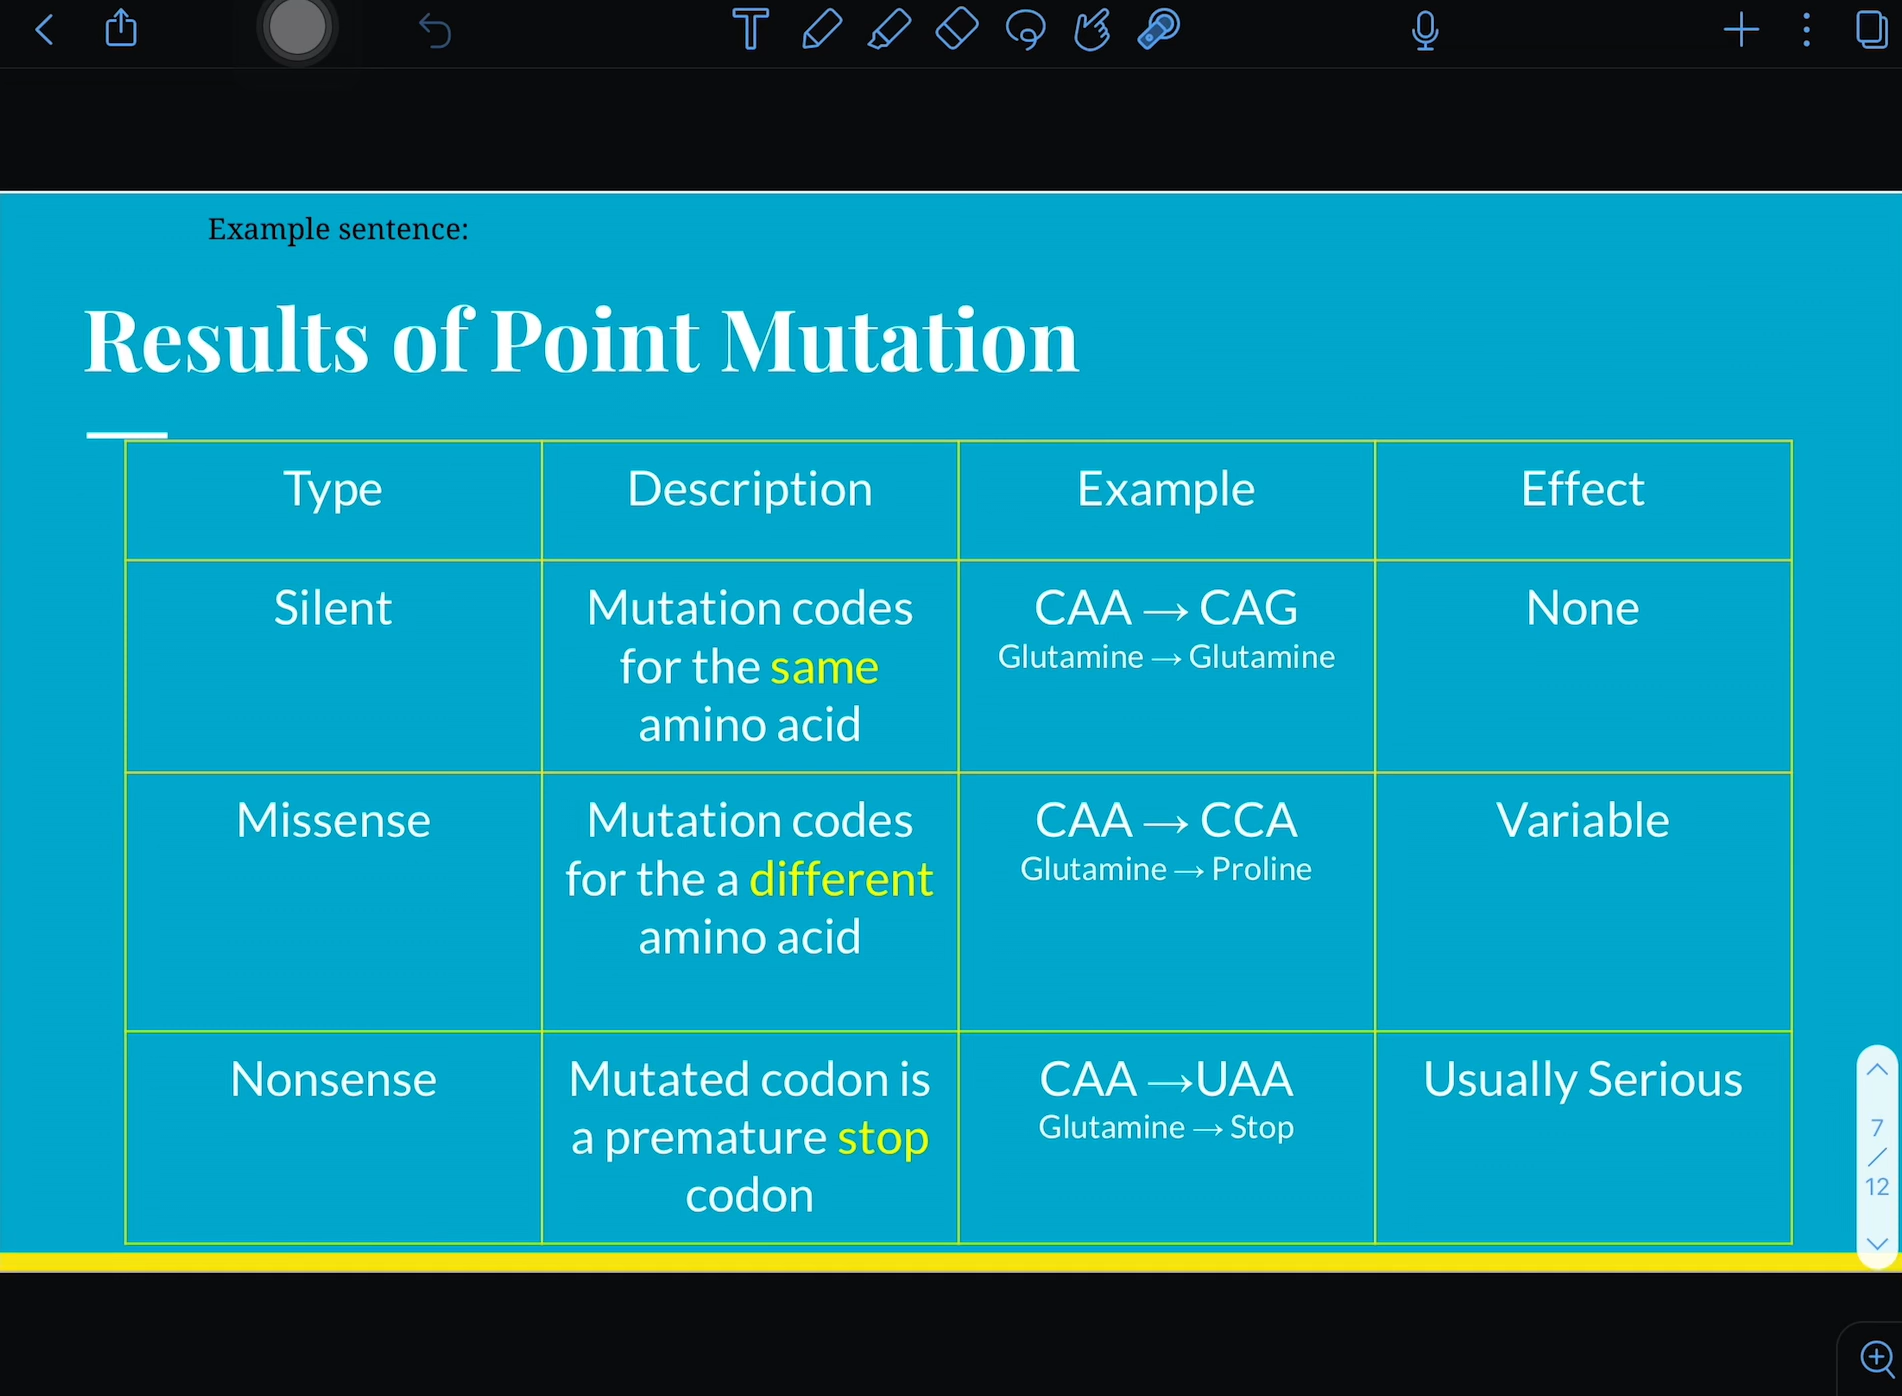 Example sentence:
Results of Point Mutation
Type
Description
Example
Effect
Silent
Mutation codes
for the same
amino acid
CAA → CAG
Glutamine → Glutamine
None
Missense
Mutation codes
for the a different
amino acid
CAA → CCA
Glutamine → Proline
Variable
Nonsense
Mutated codon is
a premature stop
codon
CAA →UAA
Glutamine → Stop
Usually Serious
7
/
12